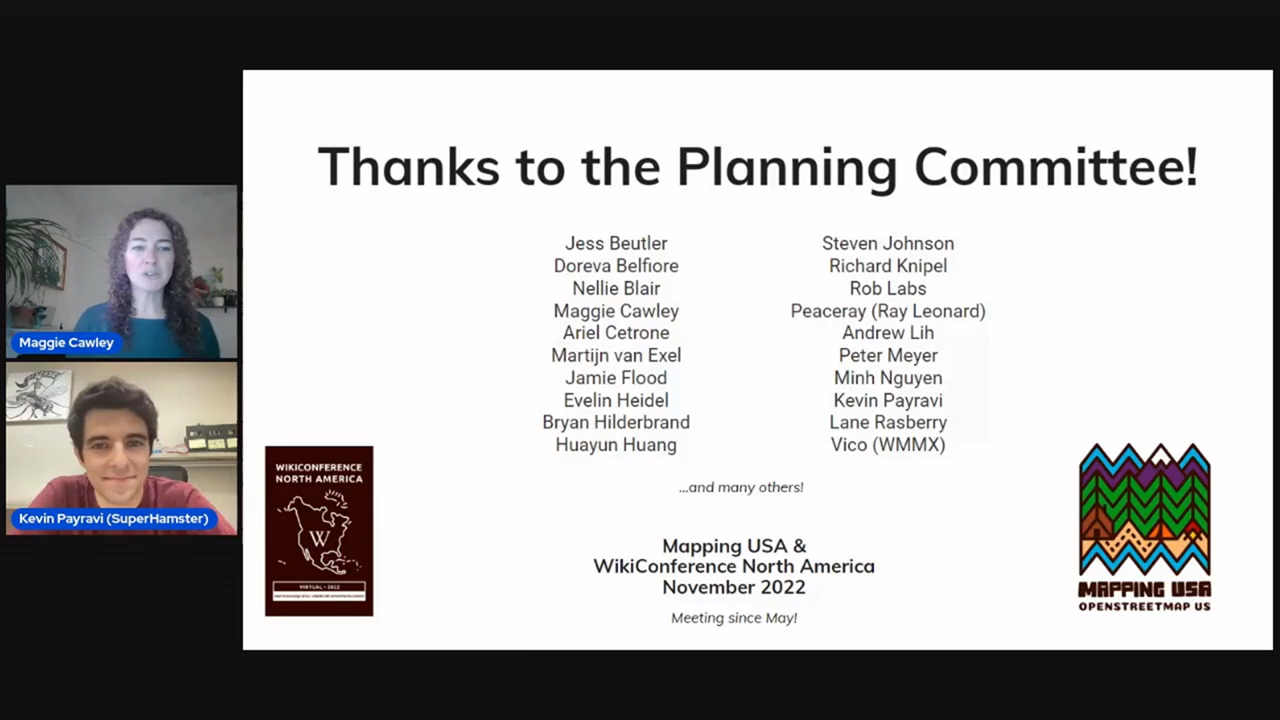 Thanks to the Planning Committee!
Jess Beutler
Doreva Belfiore
Nellie Blair
Maggie Cawley
Ariel Cetrone
Martijn van Exel
Jamie Flood
Evelin Heidel
Bryan Hilderbrand
Huayun Huang
Steven Johnson
Richard Knipel
Rob Labs
Peaceray (Ray Leonard)
Andrew Lih
Peter Meyer
Minh Nguyen
Kevin Payravi
Lane Rasberry
Vico (WMMX)
...and many others!
Mapping USA &
WikiConference North America
November 2022
Meeting since May!
Maggie Cawley
Kevin Payravi (SuperHamster)
WIKICONFERENCE
NORTH AMERICA
W
VIRTUAL • 2022
MAPPING USA
OPENSTREETMAP US